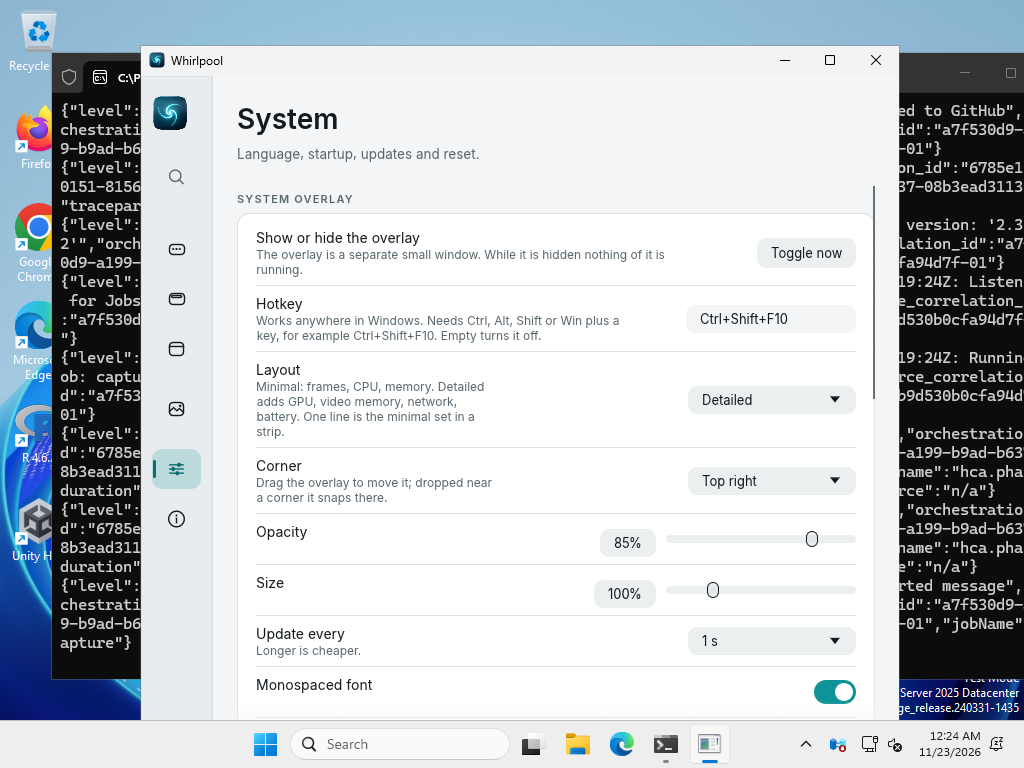 Recycle
Firefo
Googl
Chrom
Micros
Edge
R 4.6.
Unity H
C:\P
{"level":
chestrati
9-b9ad-b6
{"level":
0151-8156
"tracepar
{"level":
2'","orch
0d9-a199-
{"level":
for Jobs
:"a7f530d
"}
{"level":
ob: captu
d":"a7f53
01"}
{"level":
d":"6785e
8b3ead311
duration"
{"level":
d":"6785e
8b3ead311
duration"
{"level":
chestrati
9-b9ad-b6
apture"}
Whirlpool
System
Language, startup, updates and reset.
SYSTEM OVERLAY
Show or hide the overlay
The overlay is a separate small window. While it is hidden nothing of it is
running.
Toggle now
Hotkey
Works anywhere in Windows. Needs Ctrl, Alt, Shift or Win plus a
key, for example Ctrl+Shift+F10. Empty turns it off.
Ctrl+Shift+F10
Layout
Minimal: frames, CPU, memory. Detailed
adds GPU, video memory, network,
battery. One line is the minimal set in a
strip.
Detailed
Corner
Drag the overlay to move it; dropped near
a corner it snaps there.
Top right
Opacity
85%
Size
100%
Update every
Longer is cheaper.
1 s
Monospaced font
ed to GitHub",
id":"a7f530d9-
-01"}
on_id":"6785e1
37-08b3ead3113
version: '2.3
lation_id":"a7
fa94d7f-01"}
19:24Z: Listen
e_correlation_
530b0cfa94d7f
19:24Z: Runnin
rce_correlatio
b9d530b0cfa94d7
,"orchestratio
-a199-b9ad-b63
name":"hca.pha
rce":"n/a"}
,"orchestratio
-a199-b9ad-b63
name":"hca.pha
e":"n/a"}
rted message",
id":"a7f530d9-
-01","jobName"
Test Mode
Server 2025 Datacenter
ge_release.240331-1435
Search
12:24 AM
11/23/2026